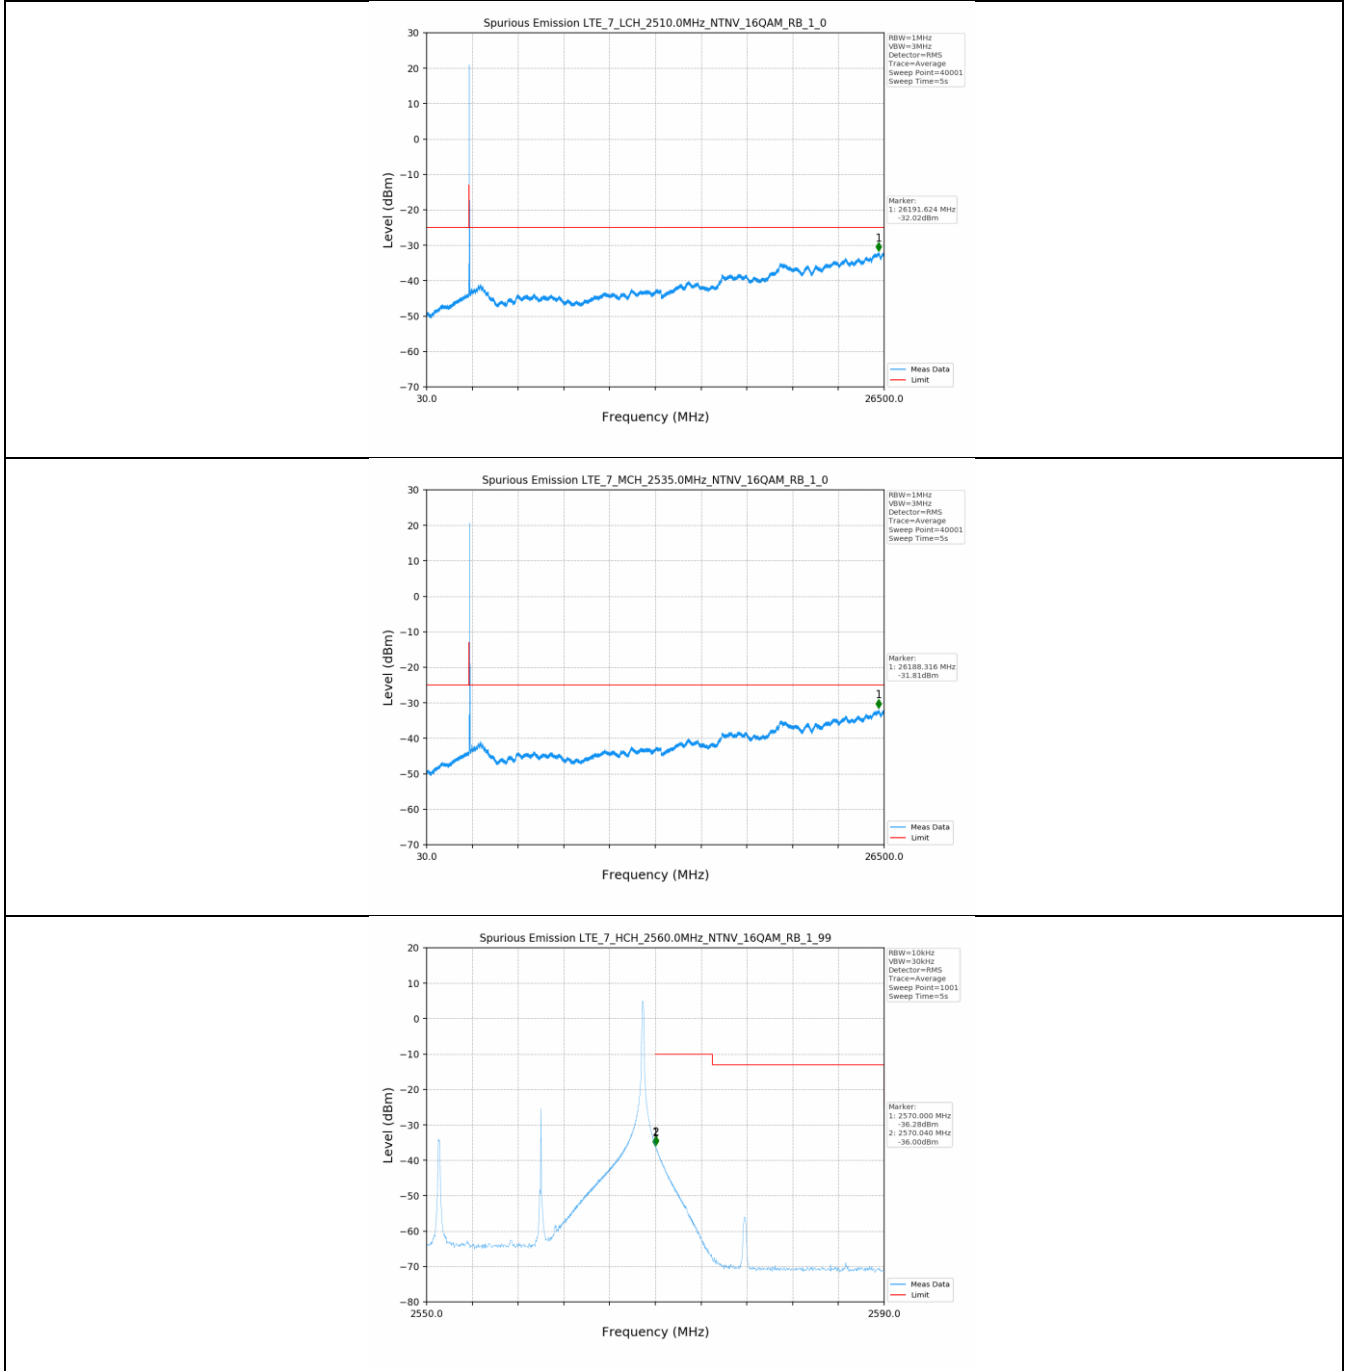 Spurious Emission LTE_7_LCH_2510.0MHz_NTNV_16QAM_RB_1_0
30
20
10
0
−10
−20
−30
−40
−50
−60
−70
Level (dBm)
30.0
26500.0
Frequency (MHz)
RBW=1MHz
VBW=3MHz
Detector=RMS
Trace=Average
Sweep Point=40001
Sweep Time=5s
Marker:
1: 26191.624 MHz
-32.02dBm
1
Meas Data
Limit
Spurious Emission LTE_7_MCH_2535.0MHz_NTNV_16QAM_RB_1_0
30
20
10
0
−10
−20
−30
−40
−50
−60
−70
Level (dBm)
30.0
26500.0
Frequency (MHz)
RBW=1MHz
VBW=3MHz
Detector=RMS
Trace=Average
Sweep Point=40001
Sweep Time=5s
Marker:
1: 26188.316 MHz
-31.81dBm
1
Meas Data
Limit
Spurious Emission LTE_7_HCH_2560.0MHz_NTNV_16QAM_RB_1_99
20
10
0
−10
−20
−30
−40
−50
−60
−70
−80
Level (dBm)
2550.0
2590.0
Frequency (MHz)
RBW=10kHz
VBW=30kHz
Detector=RMS
Trace=Average
Sweep Point=1001
Sweep Time=5s
Marker:
1: 2570.000 MHz
-36.28dBm
2: 2570.040 MHz
-36.00dBm
2
Meas Data
Limit